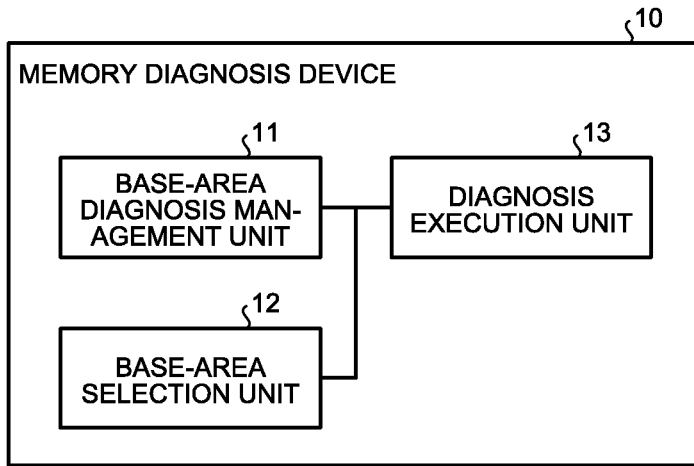 10
MEMORY DIAGNOSIS DEVICE
11
BASE-AREA
DIAGNOSIS MAN-
AGEMENT UNIT
13
DIAGNOSIS
EXECUTION UNIT
12
BASE-AREA
SELECTION UNIT